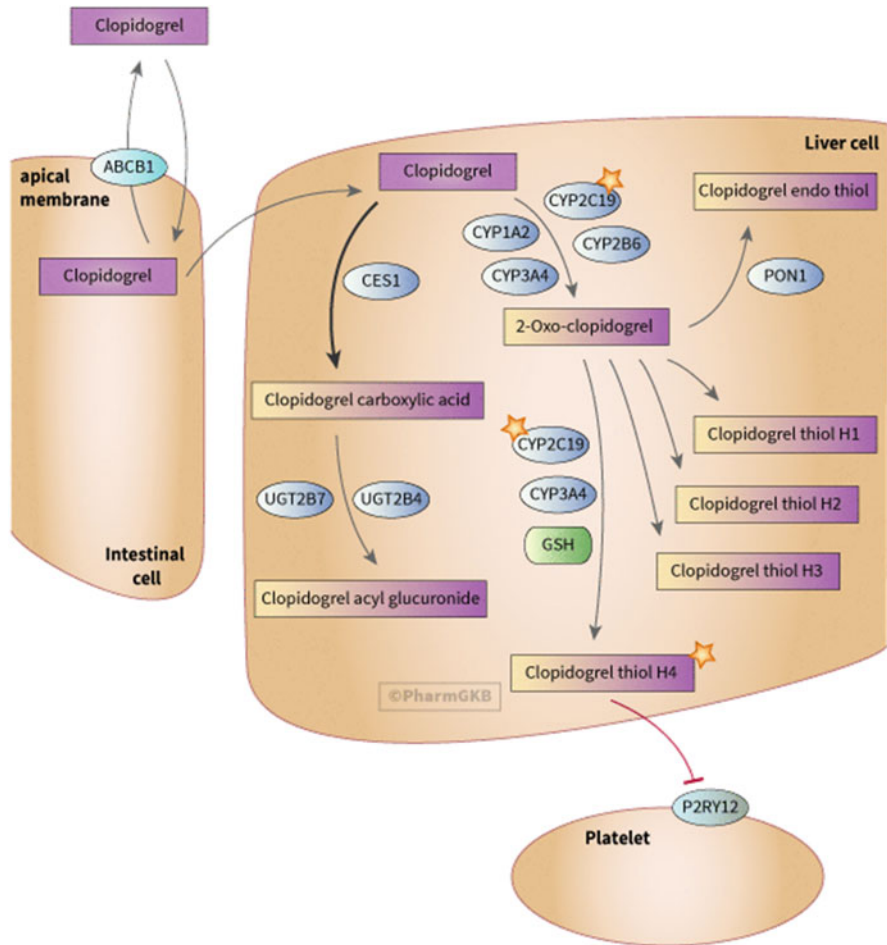 Clopidogrel
Liver cell
ABCB1
apical
membrane
Clopidogrel
CYP2C19
Clopidogrel endo thiol
CYP1A2
CYP2B6
Clopidogrel
CES1
CYP3A4
PON1
2-Oxo-clopidogrel
Clopidogrel carboxylic acid
Clopidogrel thiol H1
CYP2C19
UGT2B7
UGT2B4
CYP3A4
Clopidogrel thiol H2
GSH
Intestinal
cell
Clopidogrel thiol H3
Clopidogrel acyl glucuronide
Clopidogrel thiol H4
©PharmGKB
P2RY12
Platelet